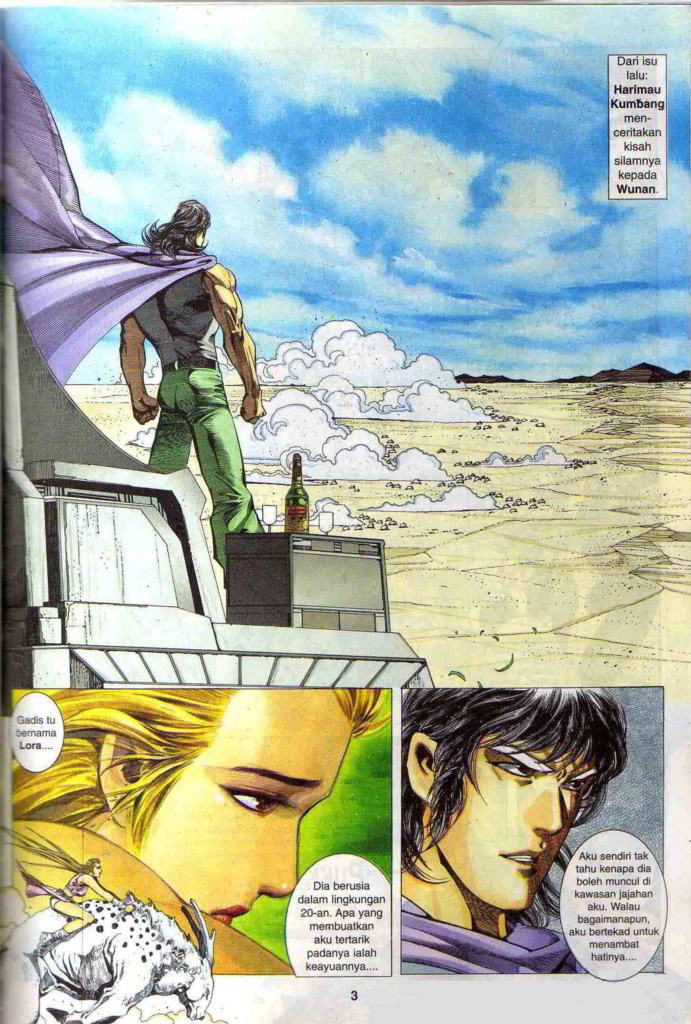 Dari isu
lalu:
Harimau
Kumbang
men-
ceritakan
kisah
silamnya
kepada
Wunan.
Gadis tu
bernama
Lora....
Dia berusia
dalam lingkungan
20-an. Apa yang
membuatkan
aku tertarik
padanya ialah
keayuannya....
Aku sendiri tak
tahu kenapa dia
boleh muncul di
kawasan jajahan
aku. Walau
bagaimanapun,
aku bertekad untuk
menambat
hatinya....
3